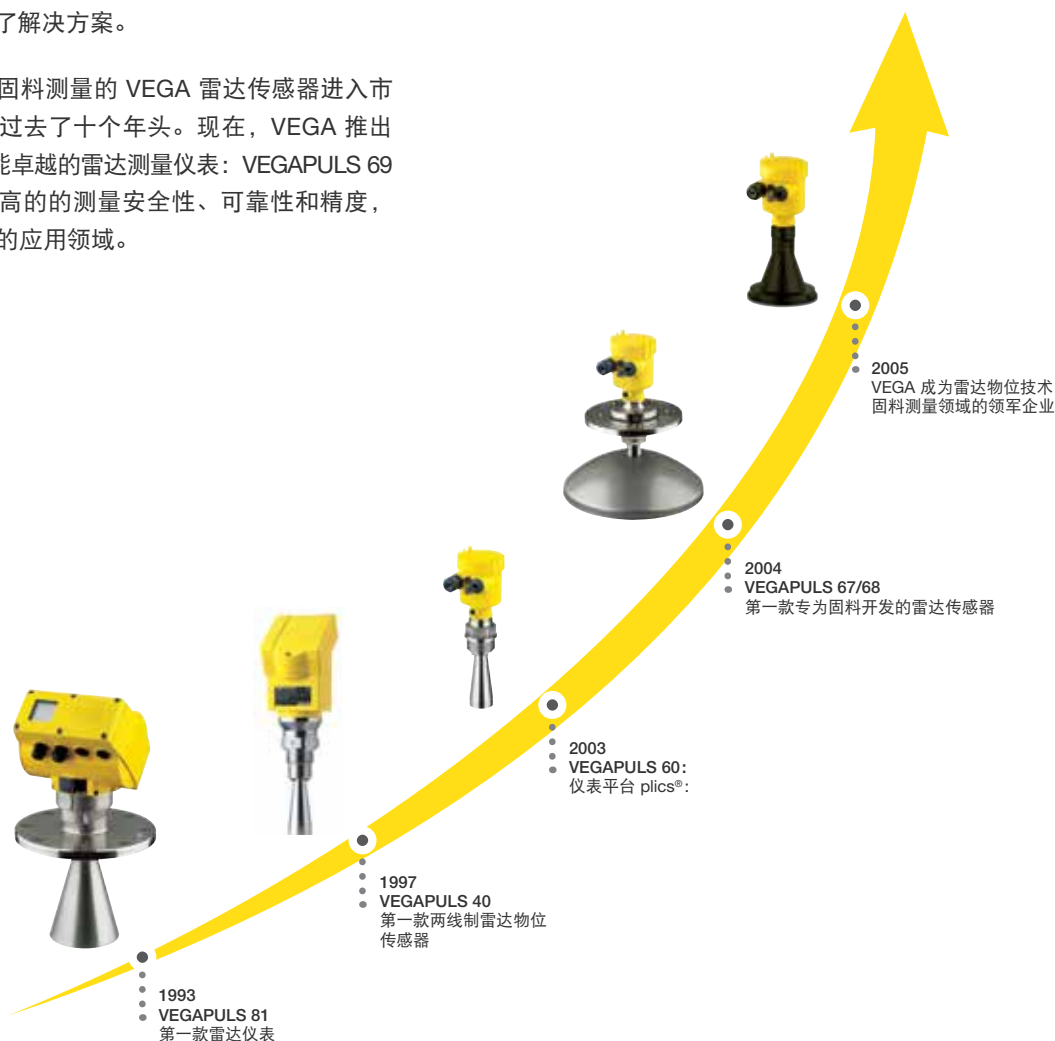 了解决方案。
固料测量的 VEGA 雷达传感器进入市
过去了十个年头。现在，VEGA 推出
能卓越的雷达测量仪表：VEGAPULS 69
高的的测量安全性、可靠性和精度，
的应用领域。
2005
VEGA 成为雷达物位技术
固料测量领域的领军企业
2004
VEGAPULS 67/68
第一款专为固料开发的雷达传感器
2003
VEGAPULS 60：
仪表平台 plics®：
1997
VEGAPULS 40
第一款两线制雷达物位
传感器
1993
VEGAPULS 81
第一款雷达仪表